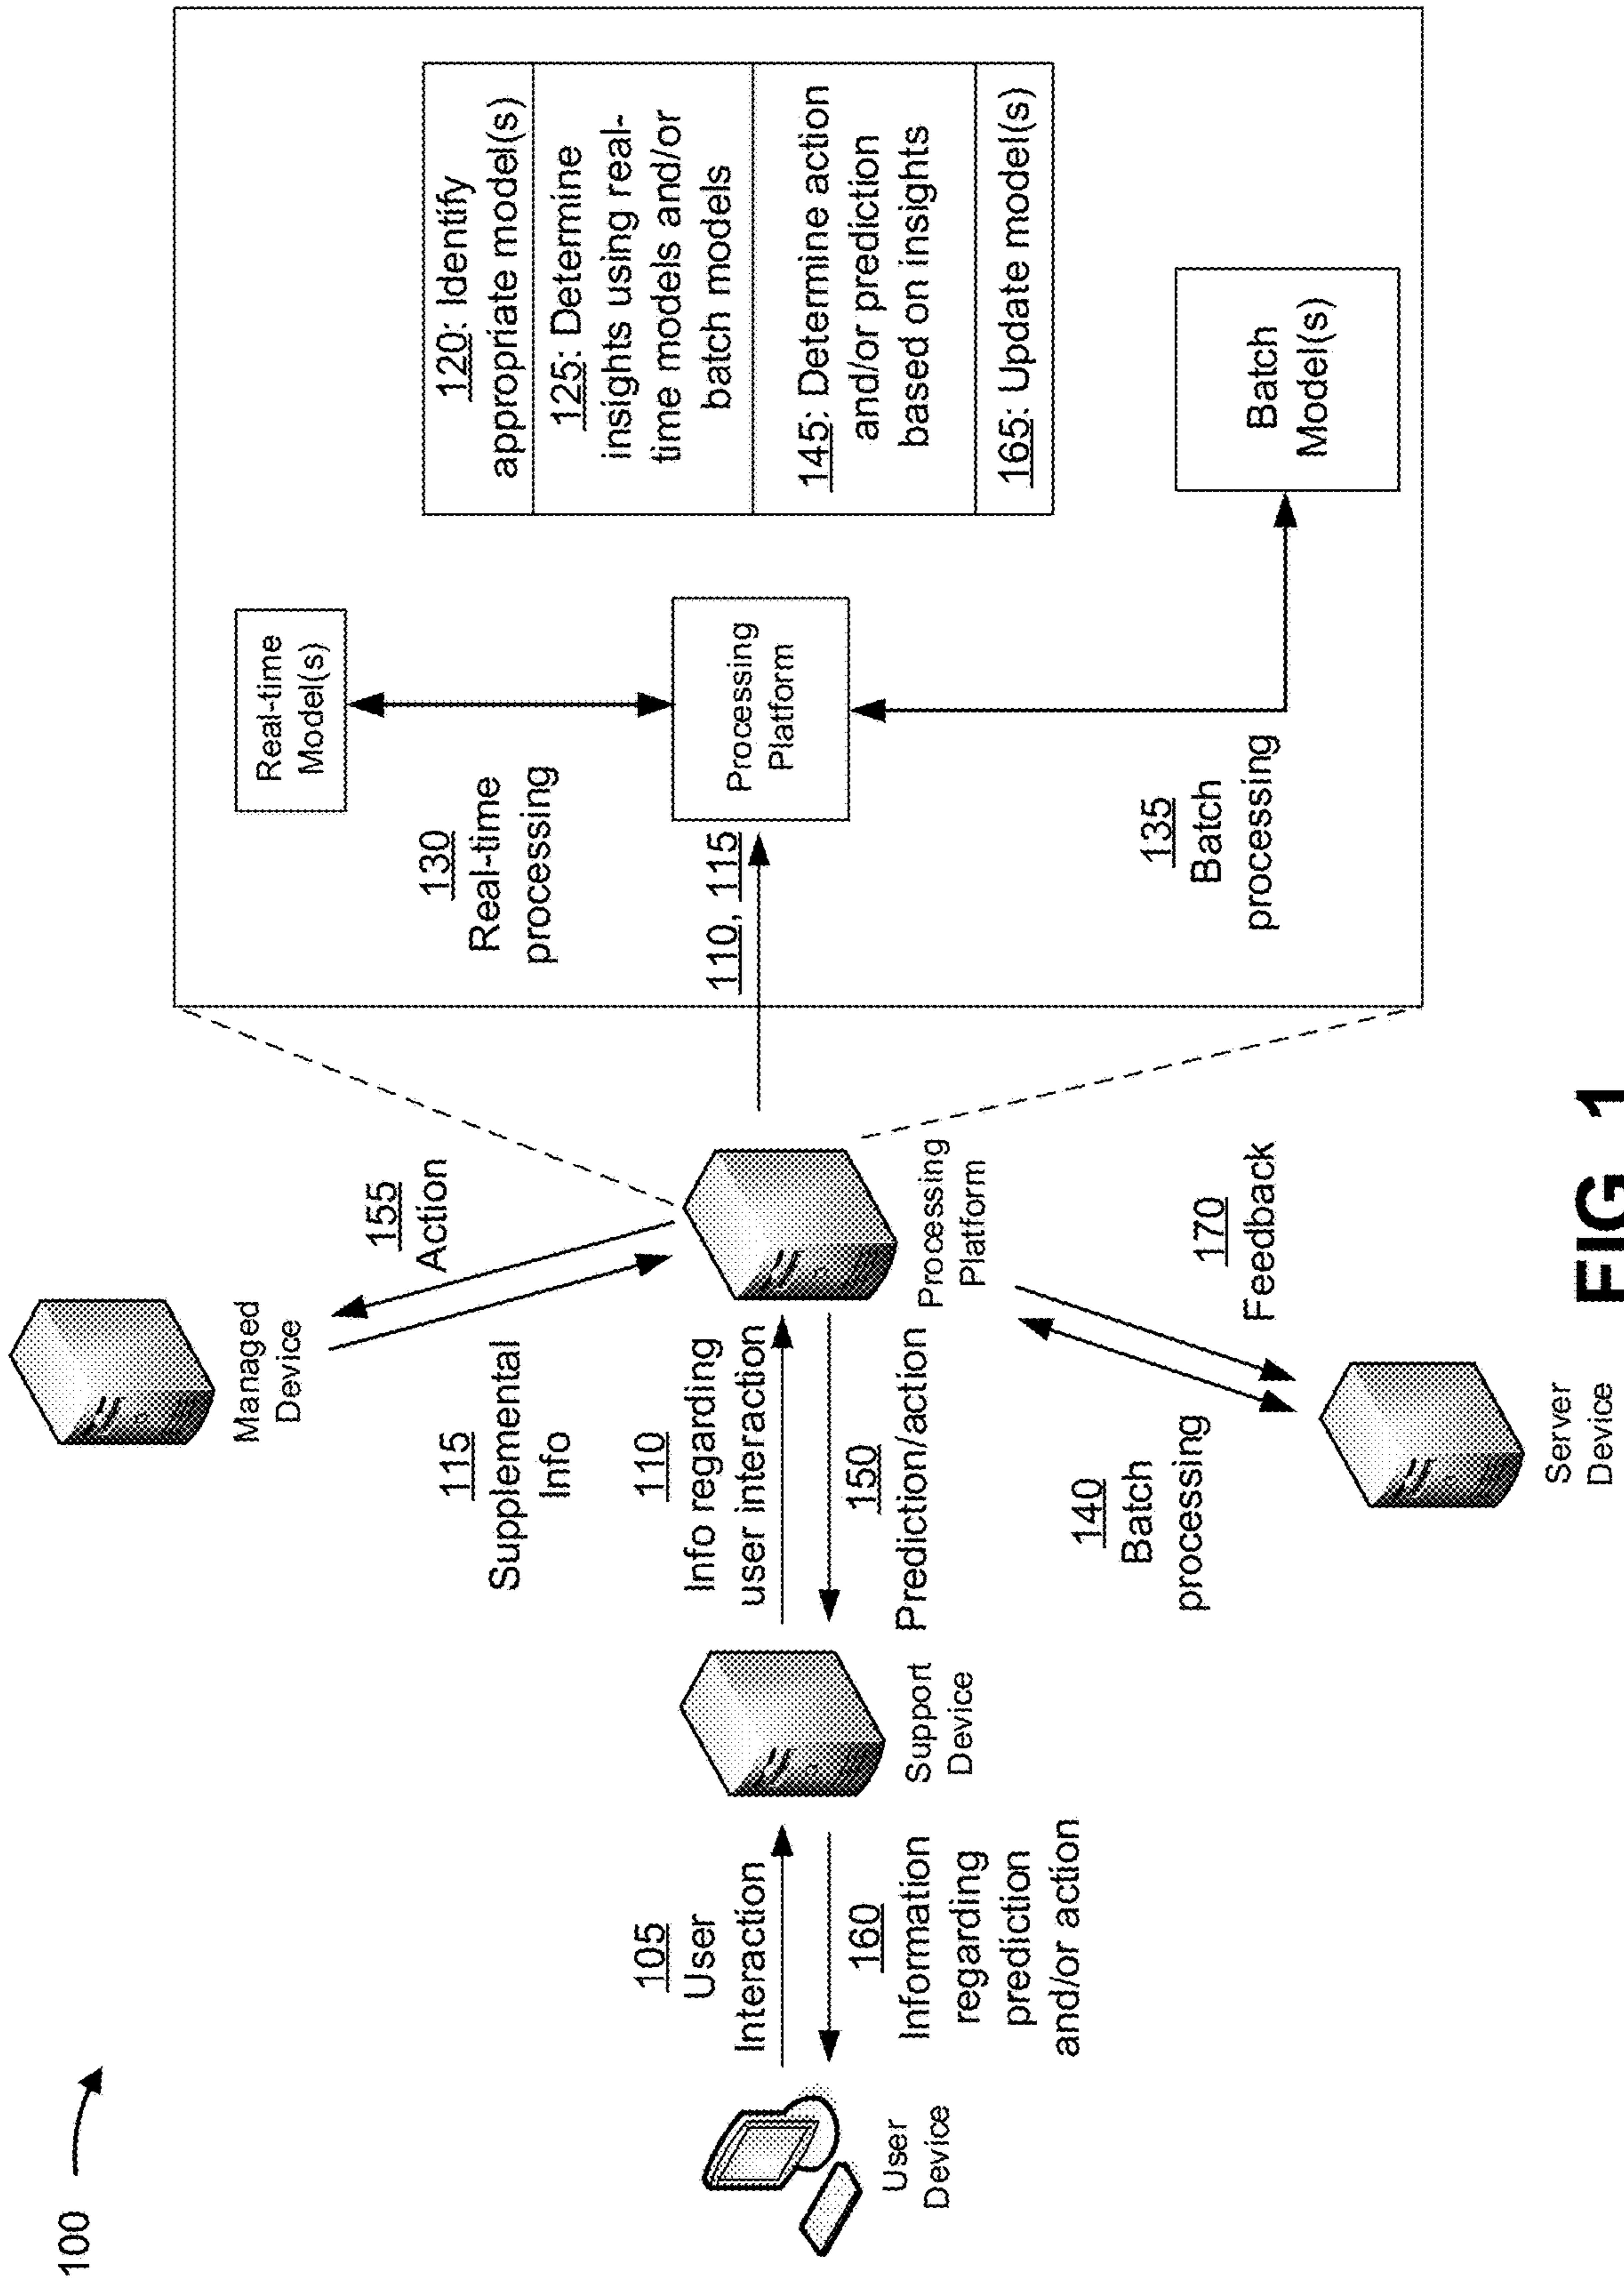 100
Managed
Device
155
Action
115
Supplemental
Info
105
User
Interaction
110
Info regarding
user interaction
User
Device
160
Information
regarding
prediction
and/or action
Support
Device
150
Prediction/action
Processing
Platform
140
Batch
processing
170
Feedback
Server
Device
Real-time
Model(s)
130
Real-time
processing
110, 115
Processing
Platform
135
Batch
processing
Batch
Model(s)
120: Identify
appropriate model(s)
125: Determine
insights using real-
time models and/or
batch models
145: Determine action
and/or prediction
based on insights
165: Update model(s)
FIG. 1